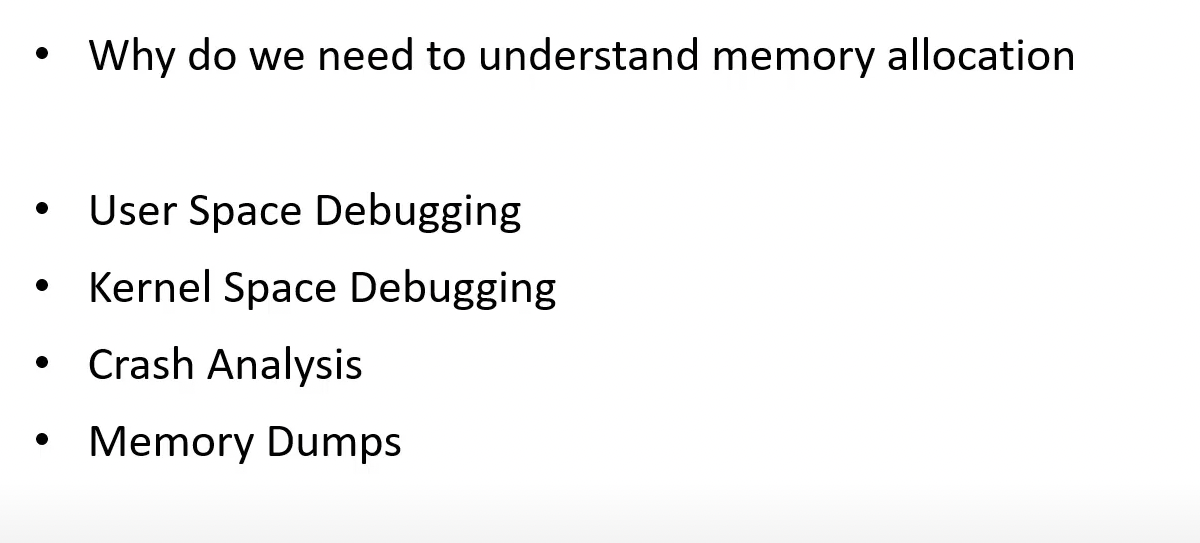 • Why do we need to understand memory allocation
• User Space Debugging
• Kernel Space Debugging
• Crash Analysis
• Memory Dumps